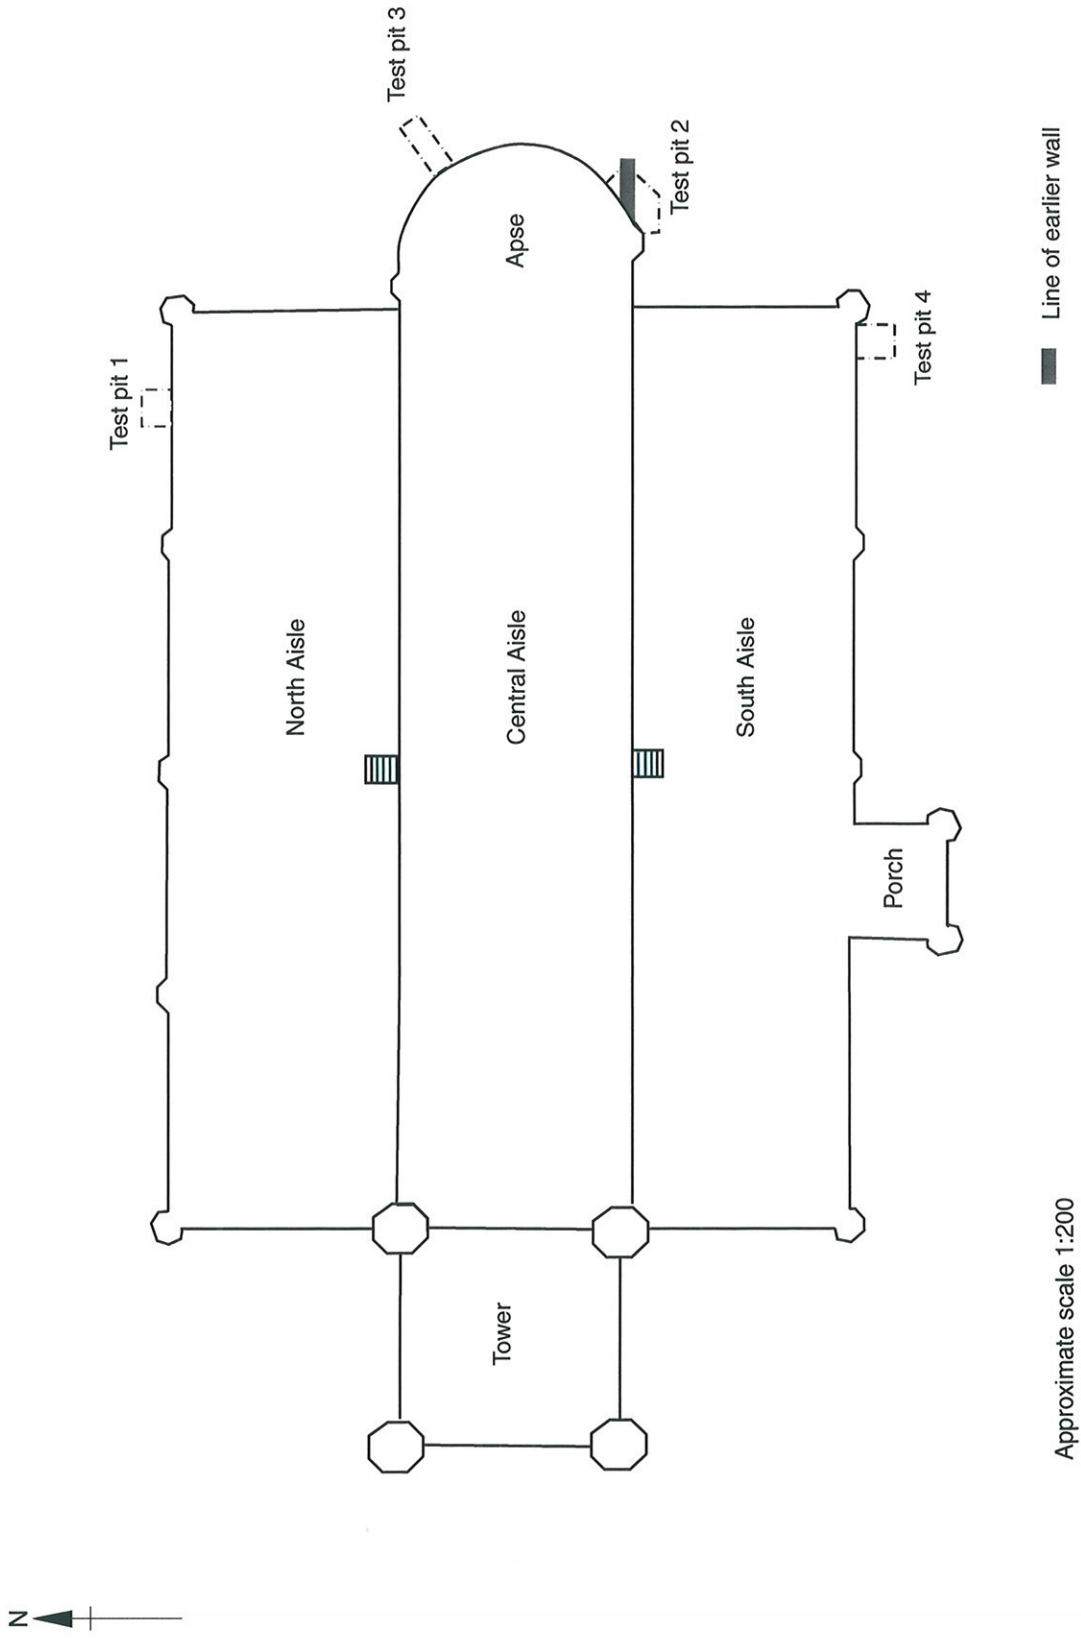 N
Test pit 1
Test pit 3
North Aisle
Central Aisle
Apse
Test pit 2
Tower
South Aisle
Porch
Test pit 4
Approximate scale 1:200
Line of earlier wall